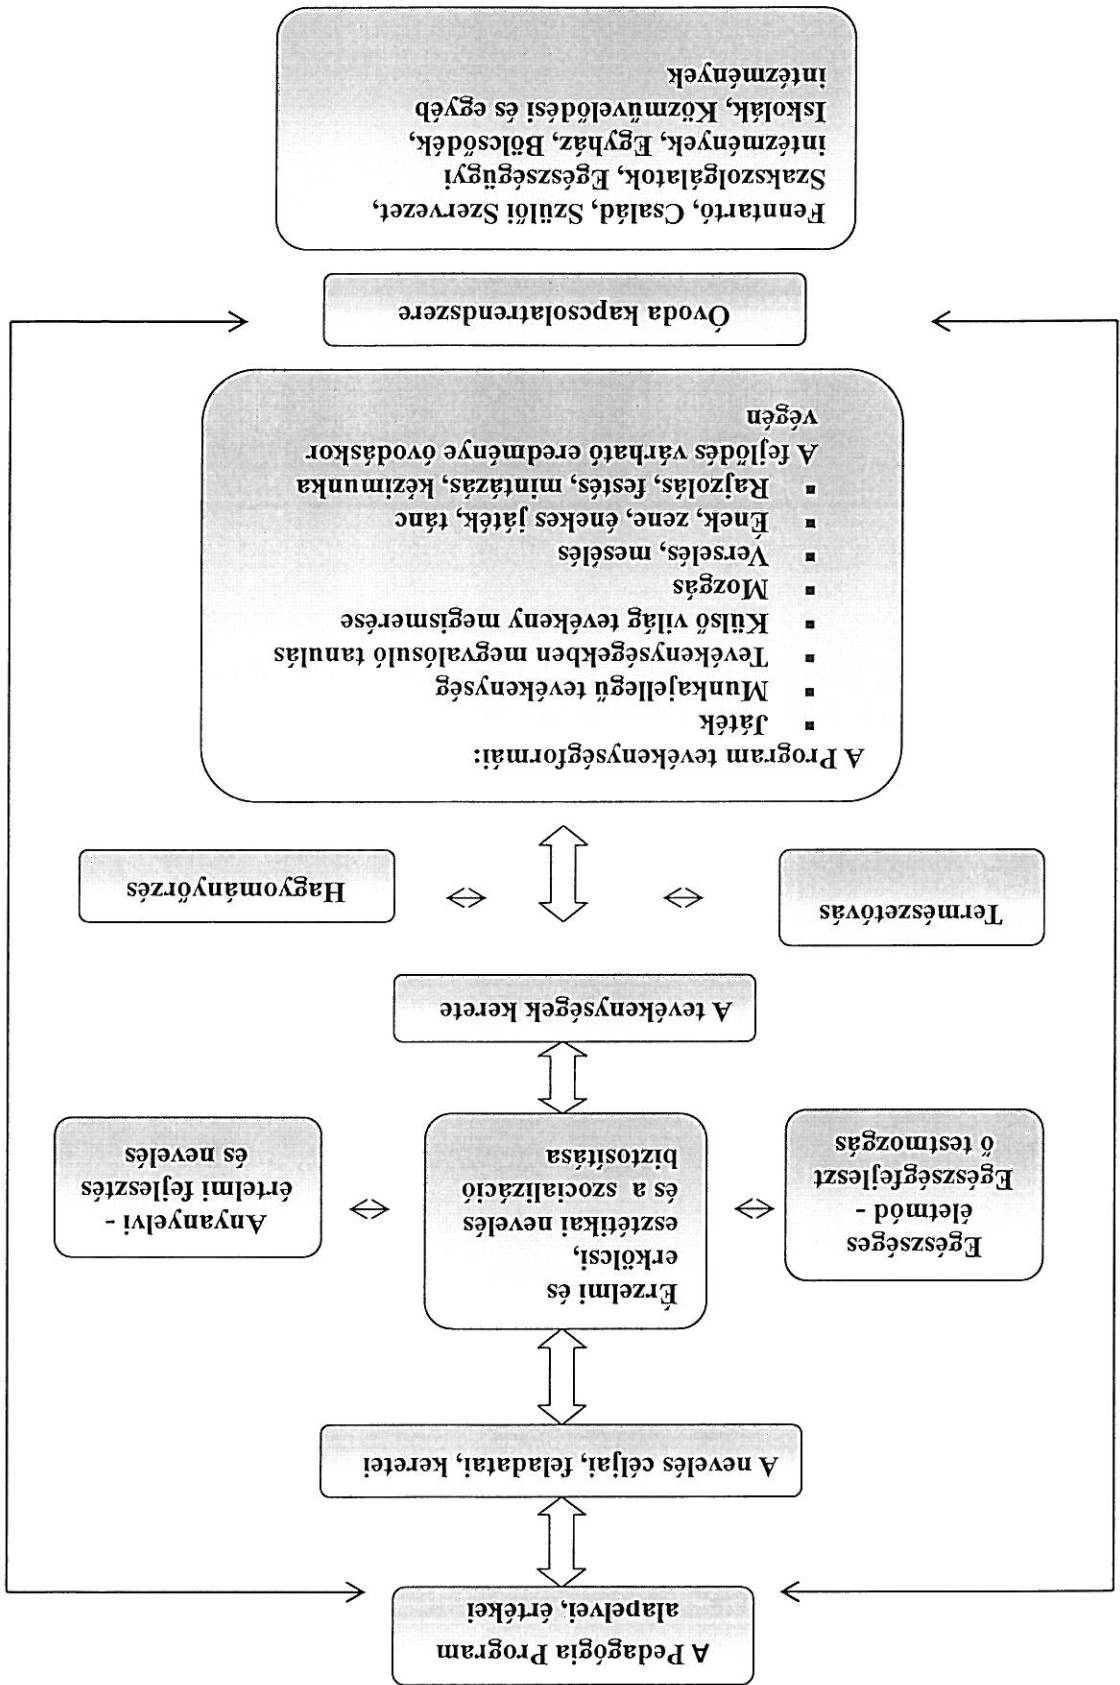 A Pedagógia Program
alapelvei, értékei
A nevelés céljai, feladatai, keretei
Egészséges
életmód -
Egészségfejleszt
ő testmozgás
Érzelmi és
erkölcsi,
esztétikai nevelés
és a szocializáció
biztosítása
Anyanyelvi -
értelmi fejlesztés
és nevelés
A tevékenységek kerete
Természetóvás
Hagyományőrzés
A Program tevékenységformái:
▪ Játék
▪ Munkajellegű tevékenység
▪ Tevékenységekben megvalósuló tanulás
▪ Külső világ tevékeny megismerése
▪ Mozgás
▪ Verselés, mesélés
▪ Ének, zene, énekes játék, tánc
▪ Rajzolás, festés, mintázás, kézimunka
A fejlődés várható eredménye óvodáskor
végén
Óvoda kapcsolatrendszere
Fenntartó, Család, Szülői Szervezet,
Szakszolgálatok, Egészségügyi
intézmények, Egyház, Bölcsődék,
Iskolák, Közművelődési és egyéb
intézmények